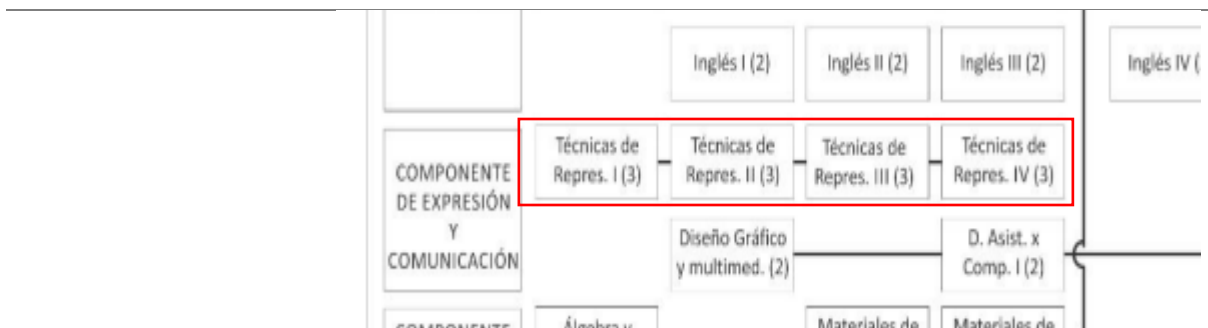 Inglés I (2)
Inglés II (2)
Inglés III (2)
Inglés IV (
COMPONENTE
DE EXPRESIÓN
Y
COMUNICACIÓN
Técnicas de
Repres. I (3)
Técnicas de
Repres. II (3)
Técnicas de
Repres. III (3)
Técnicas de
Repres. IV (3)
Diseño Gráfico
y multimed. (2)
D. Asist. x
Comp. I (2)
COMPONENTE
Álgebra y
Materiales de
Materiales de